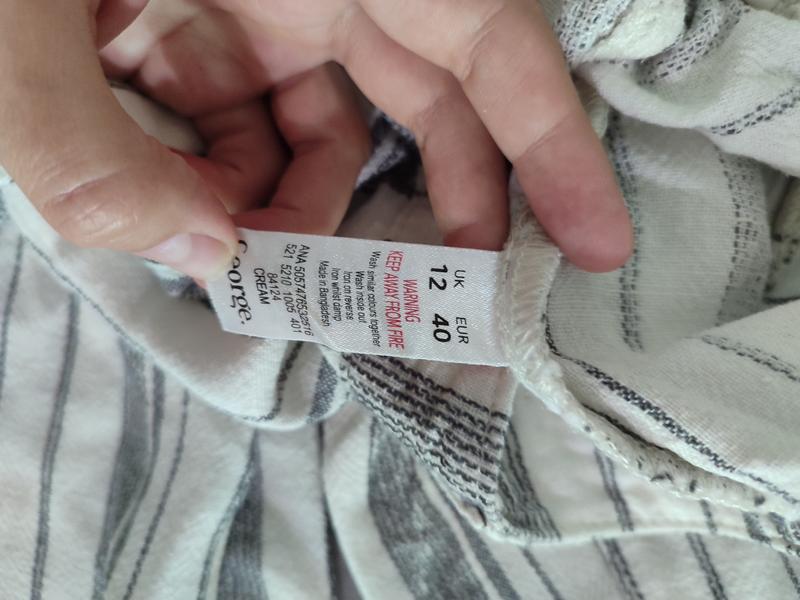 UK EUR
12 40
WARNING
KEEP AWAY FROM FIRE
Wash similar colours together
Wash inside out
Iron on reverse
Iron whilst damp
Made in Bangladesh
ANA 5057476532516
521 5210 1005 401
84124
CREAM
George.